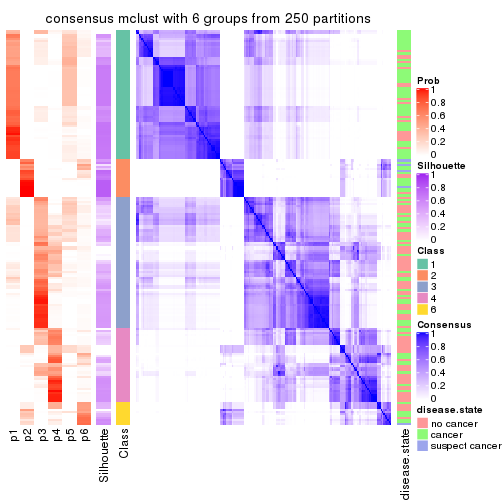 consensus mclust with 6 groups from 250 partitions
Prob
1
0.8
0.6
0.4
0.2
0
Silhouette
1
0.8
0.6
0.4
0.2
0
Class
1
2
3
4
6
Consensus
1
0.8
0.6
0.4
0.2
0
disease.state
no cancer
cancer
suspect cancer
p1
p2
p3
p4
p5
p6
Silhouette
Class
disease.state